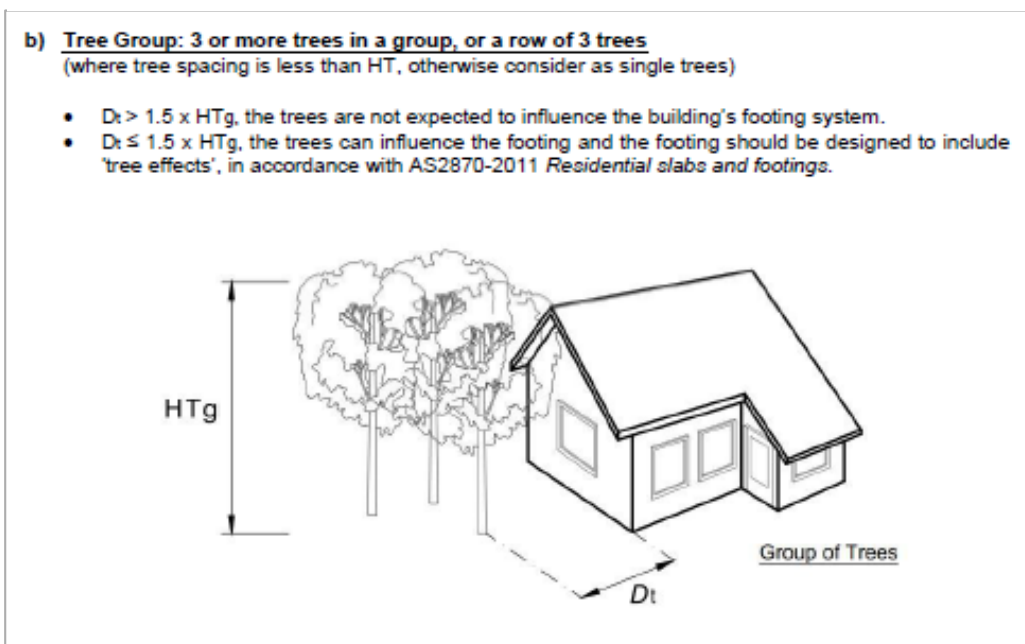 b) Tree Group: 3 or more trees in a group, or a row of 3 trees
(where tree spacing is less than HT, otherwise consider as single trees)
• Dt > 1.5 x HTg, the trees are not expected to influence the building's footing system.
• Dt ≤ 1.5 x HTg, the trees can influence the footing and the footing should be designed to include
'tree effects', in accordance with AS2870-2011 Residential slabs and footings.
HTg
Group of Trees
Dt